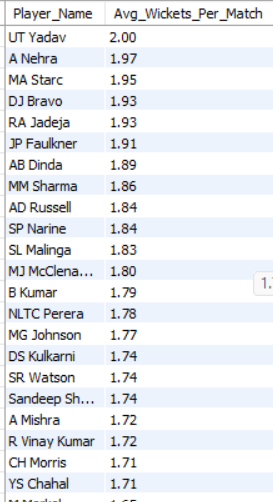 Player_Name Avg_Wickets_Per_Match
UT Yadav 2.00
A Nehra 1.97
MA Starc 1.95
DJ Bravo 1.93
RA Jadeja 1.93
JP Faulkner 1.91
AB Dinda 1.89
MM Sharma 1.86
AD Russell 1.84
SP Narine 1.84
SL Malinga 1.83
MJ McClena... 1.80
B Kumar 1.79
NLTC Perera 1.78
MG Johnson 1.77
DS Kulkarni 1.74
SR Watson 1.74
Sandeep Sh... 1.74
A Mishra 1.72
R Vinay Kumar 1.72
CH Morris 1.71
YS Chahal 1.71